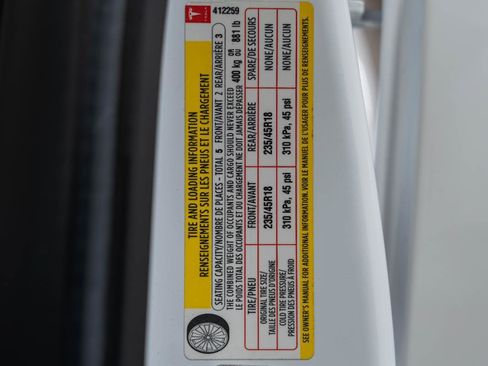 TESLA
412259
TIRE AND LOADING INFORMATION
RENSEIGNEMENTS SUR LES PNEUS ET LE CHARGEMENT
SEATING CAPACITY/NOMBRE DE PLACES - TOTAL 5 FRONT/AVANT 2 REAR/ARRIÈRE 3
THE COMBINED WEIGHT OF OCCUPANTS AND CARGO SHOULD NEVER EXCEED
LE POIDS TOTAL DES OCCUPANTS ET DU CHARGEMENT NE DOIT JAMAIS DÉPASSER
400 kg OR OU 881 lb
TIRE/PNEU FRONT/AVANT REAR/ARRIÈRE SPARE/DE SECOURS
ORIGINAL TIRE SIZE/
TAILLE DES PNEUS D'ORIGINE
235/45R18 235/45R18 NONE/AUCUN
COLD TIRE PRESSURE/
PRESSION DES PNEUS À FROID
310 kPa, 45 psi 310 kPa, 45 psi NONE/AUCUN
SEE OWNER'S MANUAL FOR ADDITIONAL INFORMATION. VOIR LE MANUEL DE L'USAGER POUR PLUS DE RENSEIGNEMENTS.